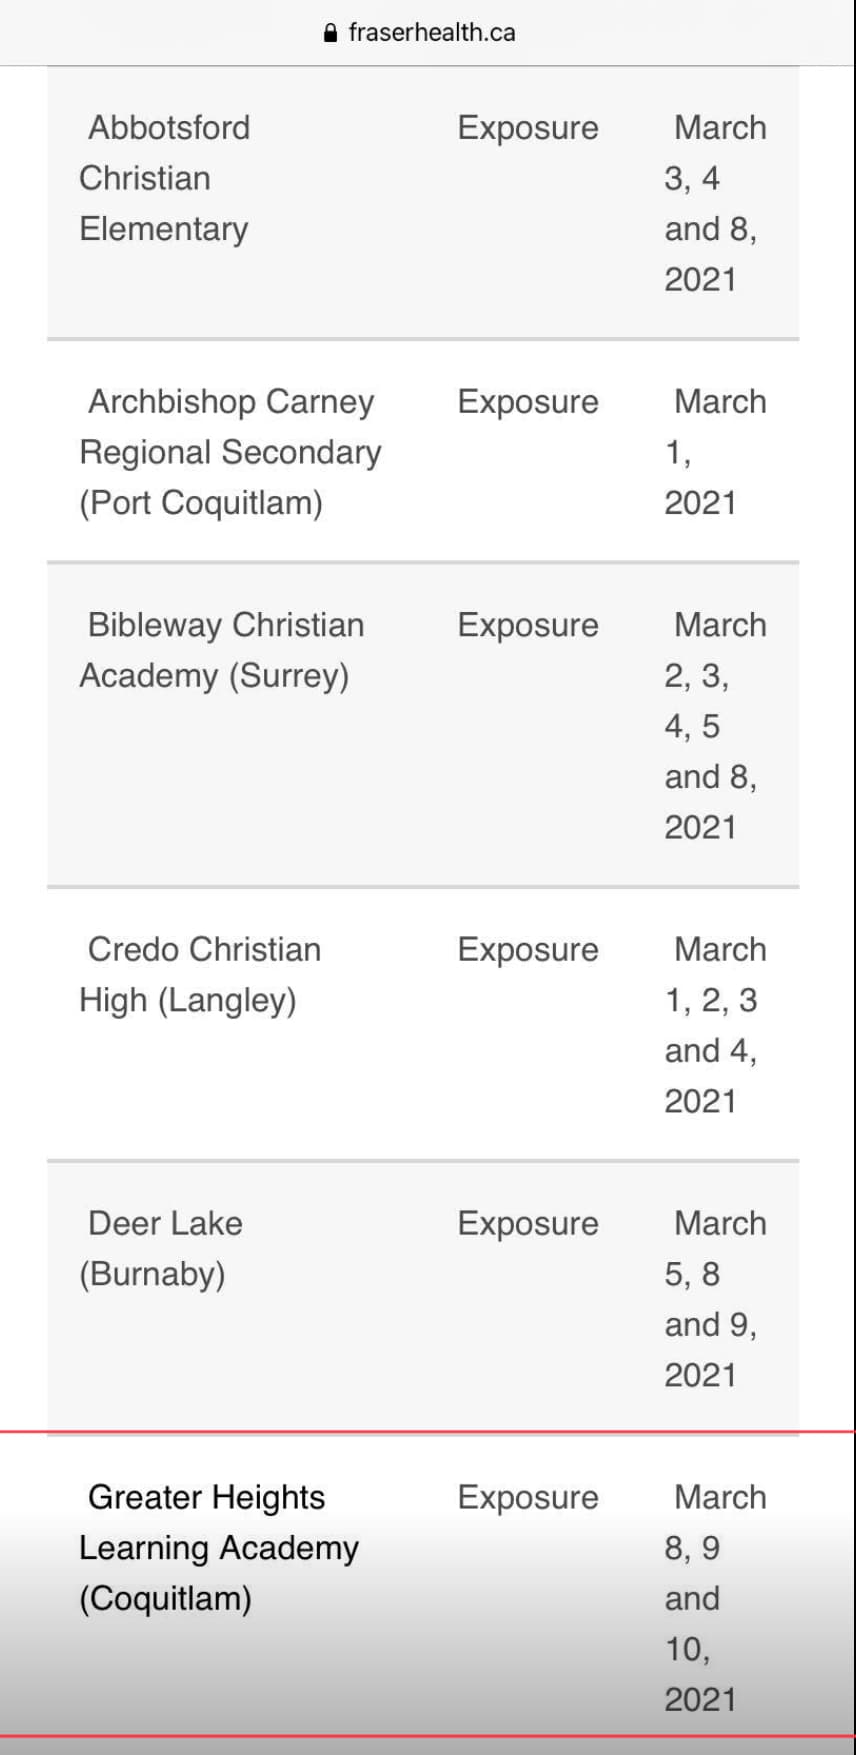 fraserhealth.ca
Abbotsford Exposure March
Christian 3, 4
Elementary and 8,
2021
Archbishop Carney Exposure March
Regional Secondary 1,
(Port Coquitlam) 2021
Bibleway Christian Exposure March
Academy (Surrey) 2, 3,
4, 5
and 8,
2021
Credo Christian Exposure March
High (Langley) 1, 2, 3
and 4,
2021
Deer Lake Exposure March
(Burnaby) 5, 8
and 9,
2021
Greater Heights Exposure March
Learning Academy 8, 9
(Coquitlam) and
10,
2021